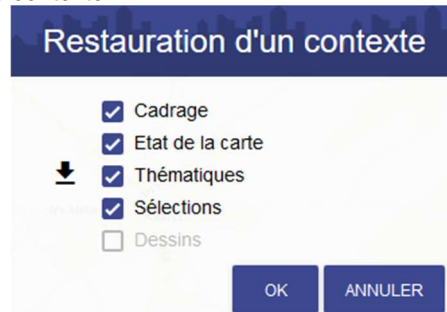 Restauration d'un contexte
Cadrage
Etat de la carte
Thématiques
Sélections
Dessins
OK ANNULER